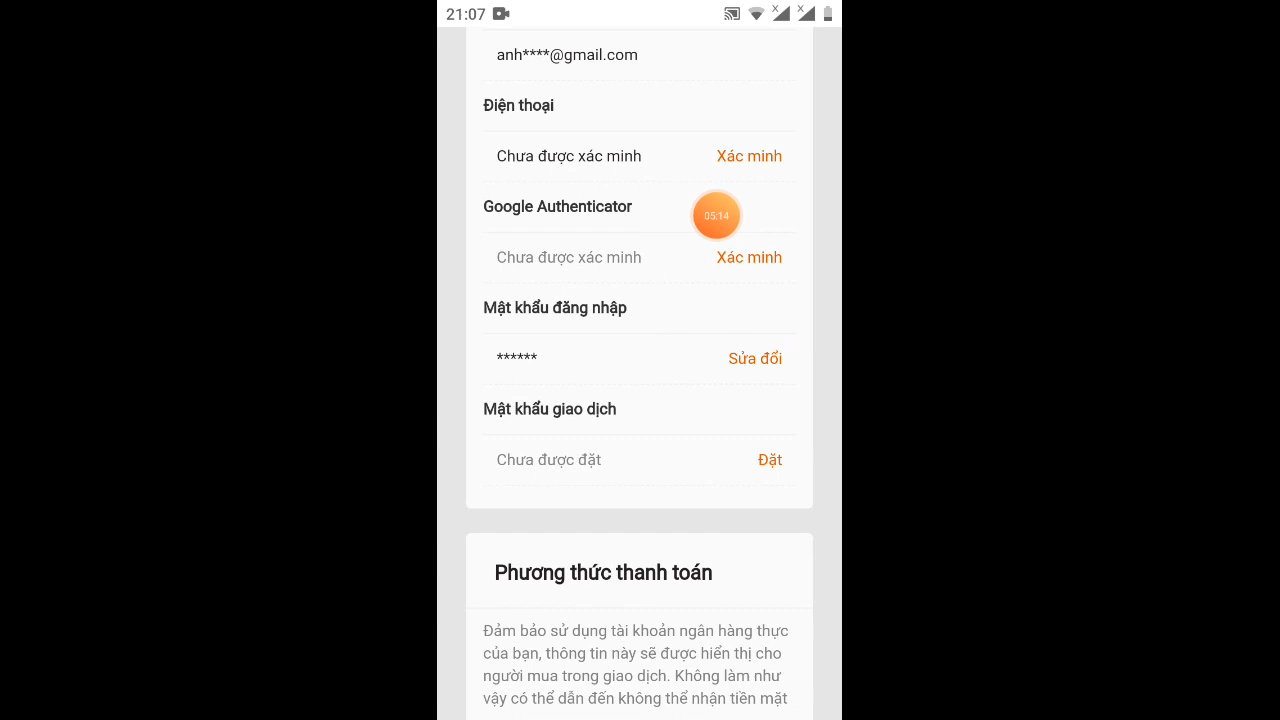 21:07
anh****@gmail.com
Điện thoại
Chưa được xác minh Xác minh
Google Authenticator
05:14
Chưa được xác minh Xác minh
Mật khẩu đăng nhập
****** Sửa đổi
Mật khẩu giao dịch
Chưa được đặt Đặt
Phương thức thanh toán
Đảm bảo sử dụng tài khoản ngân hàng thực
của bạn, thông tin này sẽ được hiển thị cho
người mua trong giao dịch. Không làm như
vậy có thể dẫn đến không thể nhận tiền mặt